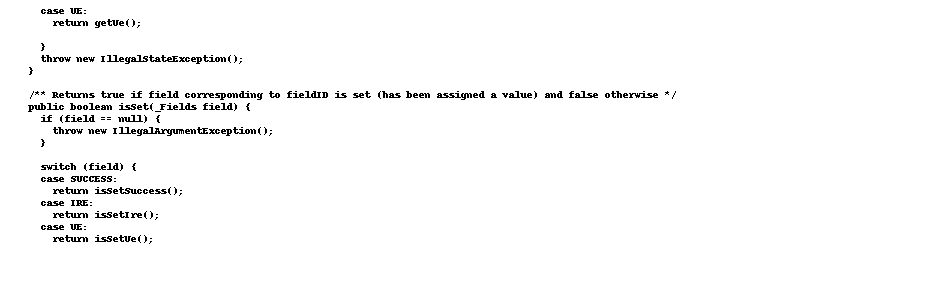 case UE:
return getUe();
}
throw new IllegalStateException();
}
/** Returns true if field corresponding to fieldID is set (has been assigned a value) and false otherwise */
public boolean isSet(_Fields field) {
if (field == null) {
throw new IllegalArgumentException();
}
switch (field) {
case SUCCESS:
return isSetSuccess();
case IRE:
return isSetIre();
case UE:
return isSetUe();